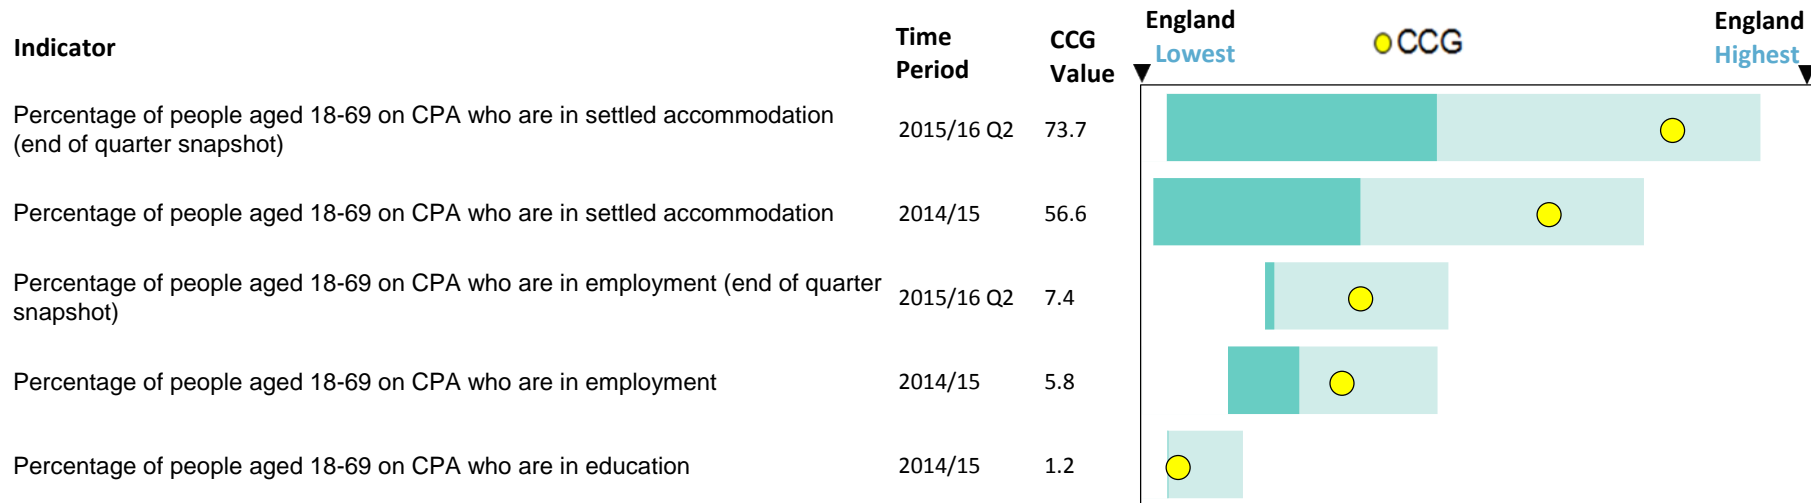 Indicator
Time Period
CCG Value
England Lowest
CCG
England Highest
Percentage of people aged 18-69 on CPA who are in settled accommodation
(end of quarter snapshot)
2015/16 Q2
73.7
Percentage of people aged 18-69 on CPA who are in settled accommodation
2014/15
56.6
Percentage of people aged 18-69 on CPA who are in employment (end of quarter
snapshot)
2015/16 Q2
7.4
Percentage of people aged 18-69 on CPA who are in employment
2014/15
5.8
Percentage of people aged 18-69 on CPA who are in education
2014/15
1.2